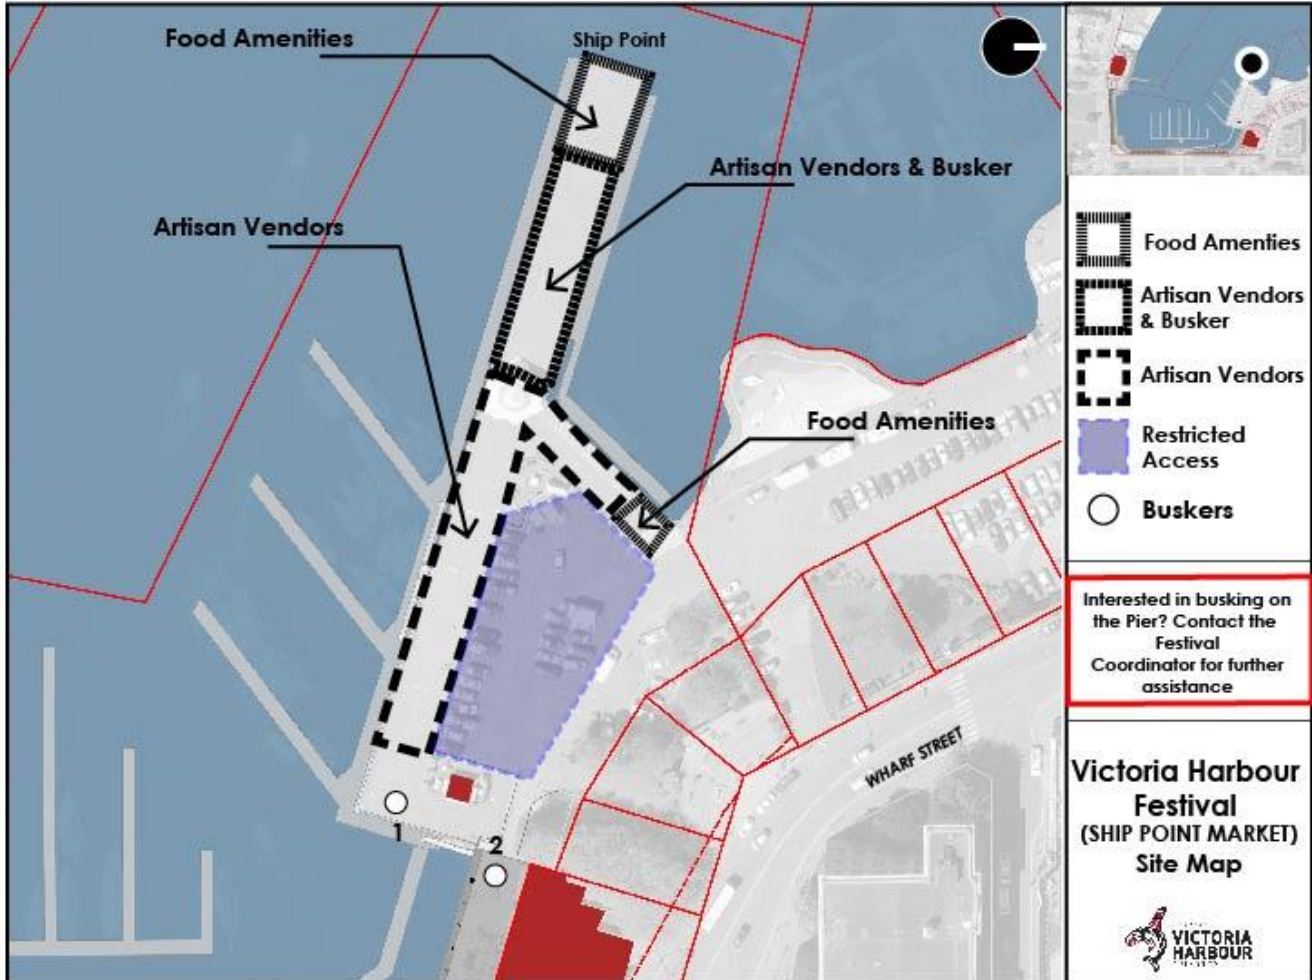 Food Amenities
Ship Point
Artisan Vendors & Busker
Artisan Vendors
Food Amenities
WHARF STREET
1
2
Food Amenties
Artisan Vendors
& Busker
Artisan Vendors
Restricted
Access
Buskers
Interested in busking on
the Pier? Contact the
Festival
Coordinator for further
assistance
Victoria Harbour
Festival
(SHIP POINT MARKET)
Site Map
VICTORIA
HARBOUR